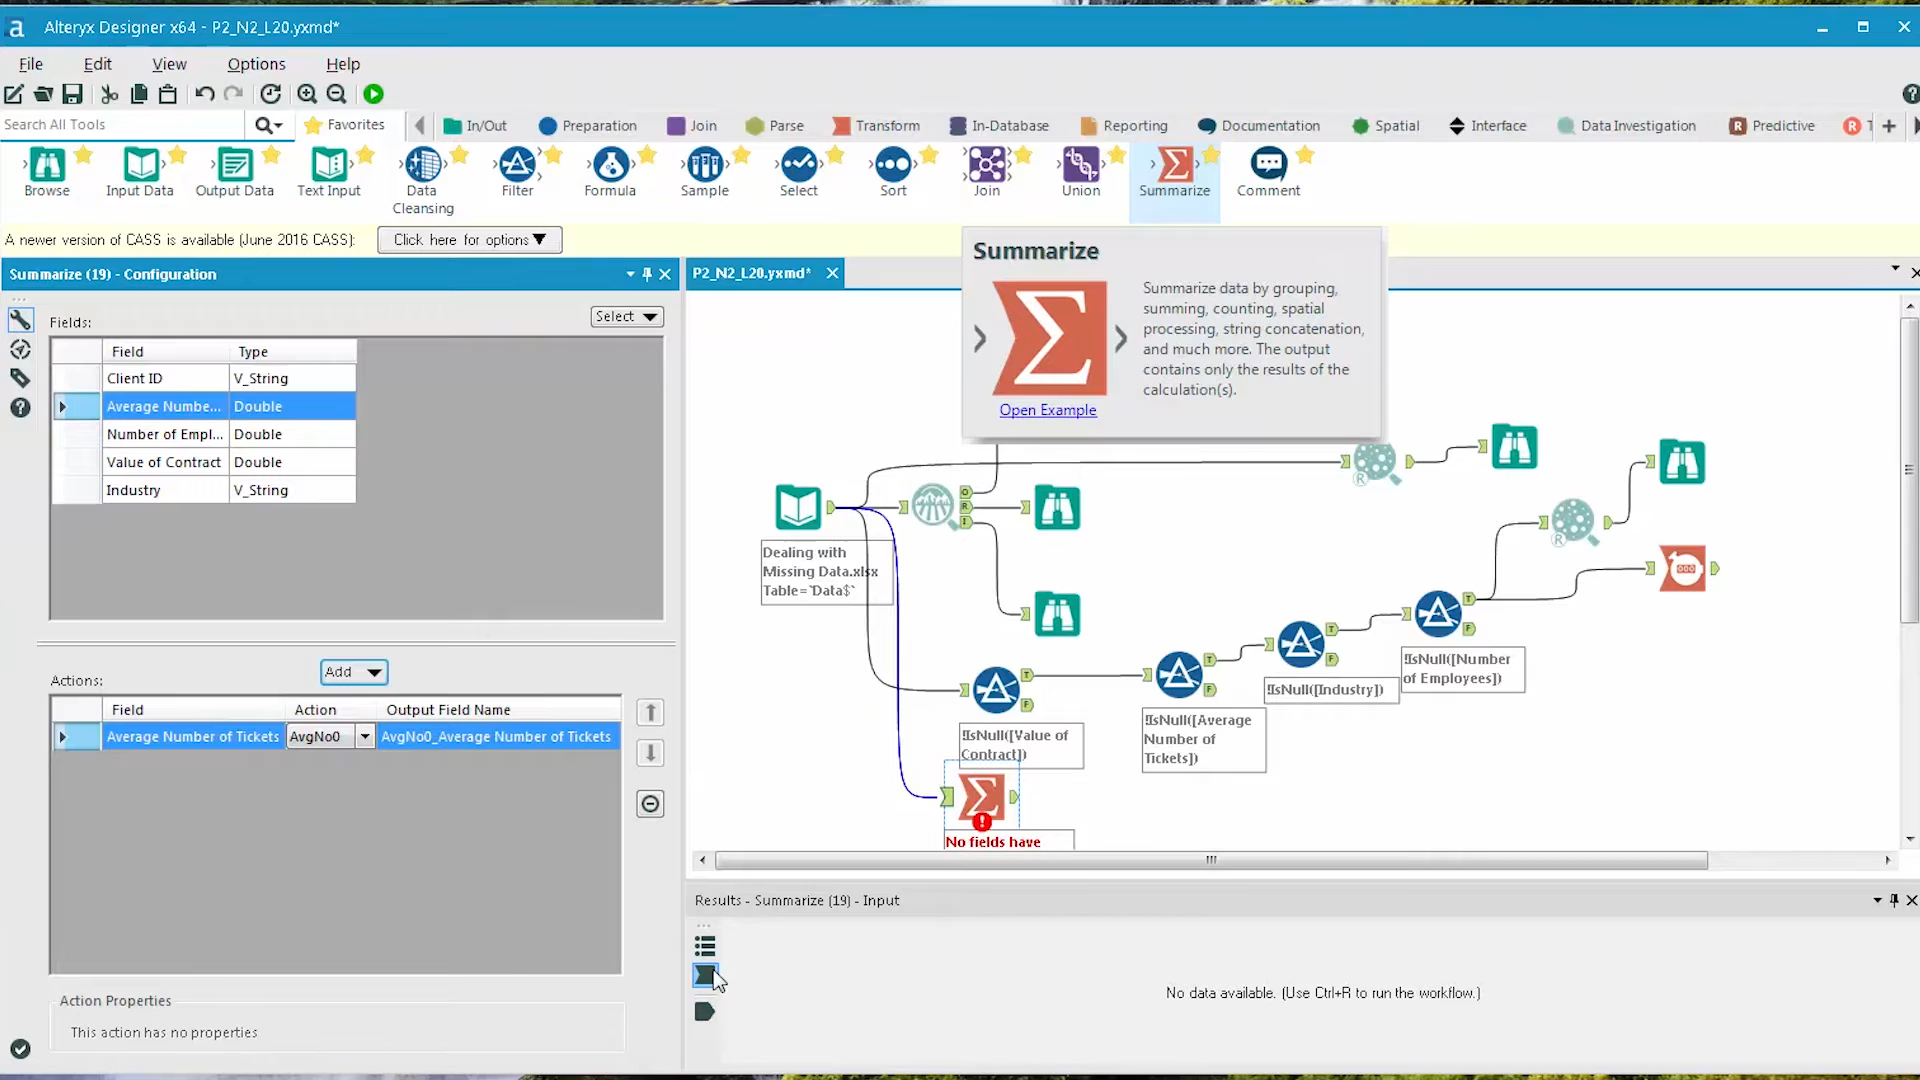 Alteryx Designer x64 - P2_N2_L20.yxmd*
File Edit View Options Help
Search All Tools
Favorites In/Out Preparation Join Parse Transform In-Database Reporting Documentation Spatial Interface Data Investigation Predictive
Browse Input Data Output Data Text Input Data Cleansing Filter Formula Sample Select Sort Join Union Summarize Comment
A newer version of CASS is available (June 2016 CASS): Click here for options
Summarize (19) - Configuration
Fields:
Select
Field Type
Client ID V_String
Average Numbe... Double
Number of Empl... Double
Value of Contract Double
Industry V_String
Actions:
Add
Field Action Output Field Name
Average Number of Tickets AvgNo0 AvgNo0_Average Number of Tickets
Action Properties
This action has no properties
P2_N2_L20.yxmd*
Summarize
Summarize data by grouping,
summing, counting, spatial
processing, string concatenation,
and much more. The output
contains only the results of the
calculation(s).
Open Example
O
R
I
R
R
Dealing with
Missing Data.xlsx
Table=`Data$`
T
F
!IsNull([Value of
Contract])
T
F
!IsNull([Average
Number of
Tickets])
T
F
!IsNull([Industry])
T
F
!IsNull([Number
of Employees])
No fields have
Results - Summarize (19) - Input
No data available. (Use Ctrl+R to run the workflow.)